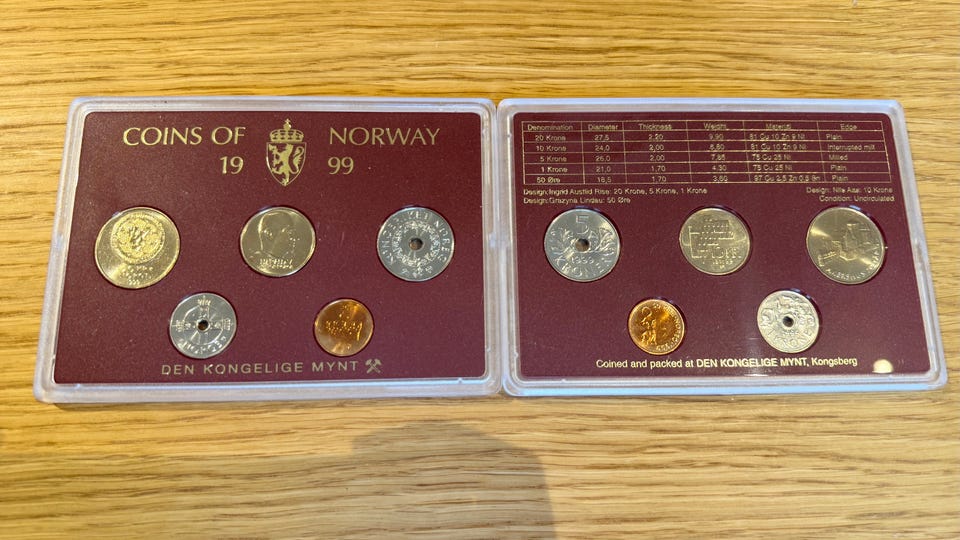 COINS OF NORWAY
19 99
DEN KONGELIGE MYNT
Denomination Diameter Thickness Weight Material Edge
20 Krone 27,5 2,20 9,90 81 Cu 10 Zn 9 Ni Plain
10 Krone 24,0 2,00 6,80 81 Cu 10 Zn 9 Ni Interrupted mill
5 Krone 26,0 2,00 7,85 75 Cu 25 Ni Milled
1 Krone 21,0 1,70 4,30 75 Cu 25 Ni Plain
50 Øre 18,5 1,70 3,60 97 Cu 2,5 Zn 0,5 Sn Plain
Design: Ingrid Austlid Rise: 20 Krone, 5 Krone, 1 Krone
Design: Grazyna Lindau: 50 Øre
Design: Nils Aas: 10 Krone
Condition: Uncirculated
5
1999
KRONER
Coined and packed at DEN KONGELIGE MYNT, Kongsberg